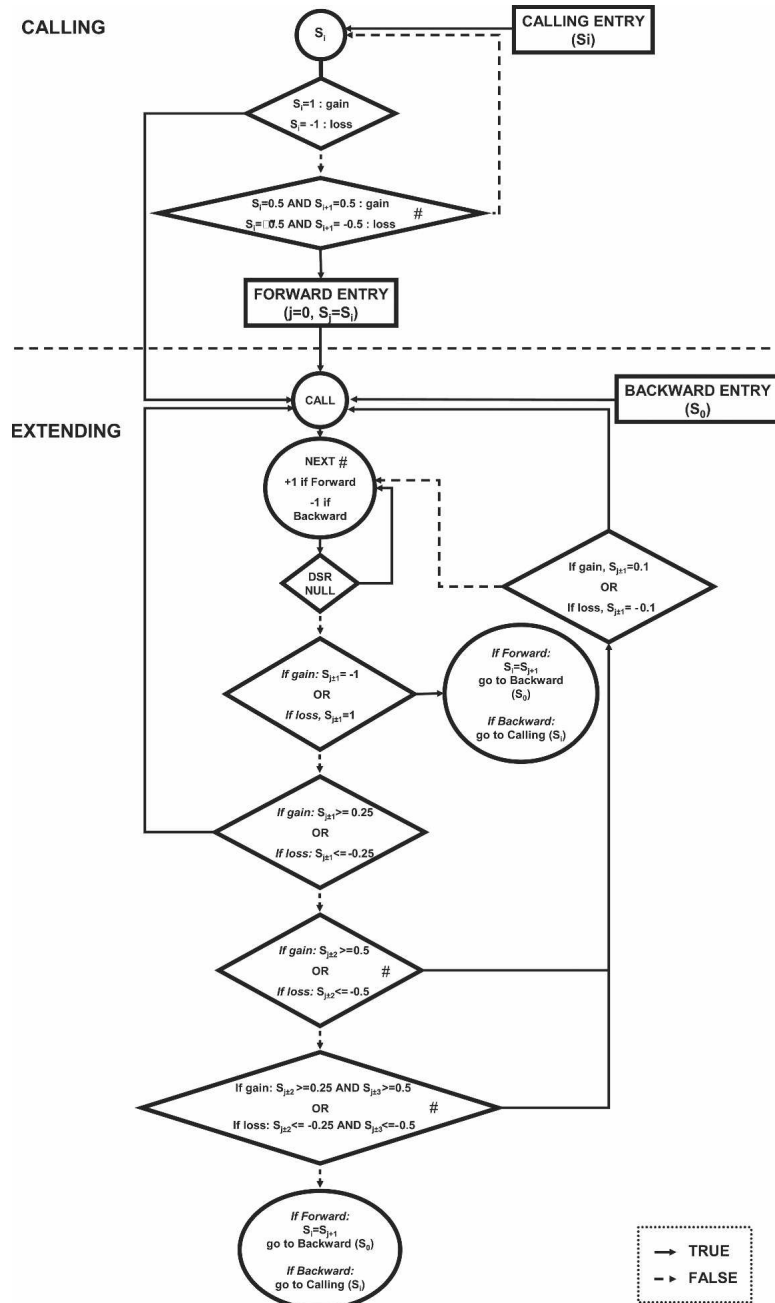 CALLING
CALLING ENTRY
(Si)
Si
Si=1 : gain
Si= -1 : loss
Si=0.5 AND Si+1=0.5 : gain
#
Si= 0.5 AND Si+1= -0.5 : loss
FORWARD ENTRY
(j=0, Sj=Si)
CALL
BACKWARD ENTRY
(S0)
EXTENDING
NEXT #
+1 if Forward
-1 if
Backward
DSR
NULL
If gain, Sj±1=0.1
OR
If loss, Sj±1= -0.1
If gain: Sj±1= -1
OR
If loss, Sj±1=1
If Forward:
Si=Sj+1
go to Backward
(S0)
If Backward:
go to Calling (Si)
If gain: Sj±1>= 0.25
OR
If loss: Sj±1<=-0.25
If gain: Sj±2>=0.5
OR #
If loss: Sj±2<= -0.5
If gain: Sj±2>=0.25 AND Sj±3>=0.5
OR #
If loss: Sj±2<= -0.25 AND Sj±3<=-0.5
If Forward:
Si=Sj+1
go to Backward (S0)
If Backward:
go to Calling (Si)
TRUE
FALSE